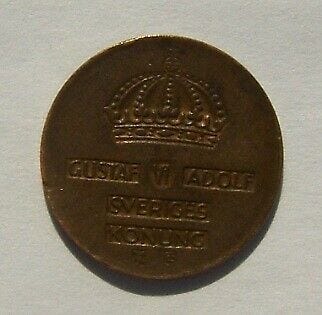 GUSTAF VI ADOLF
SVERIGES
KONUNG